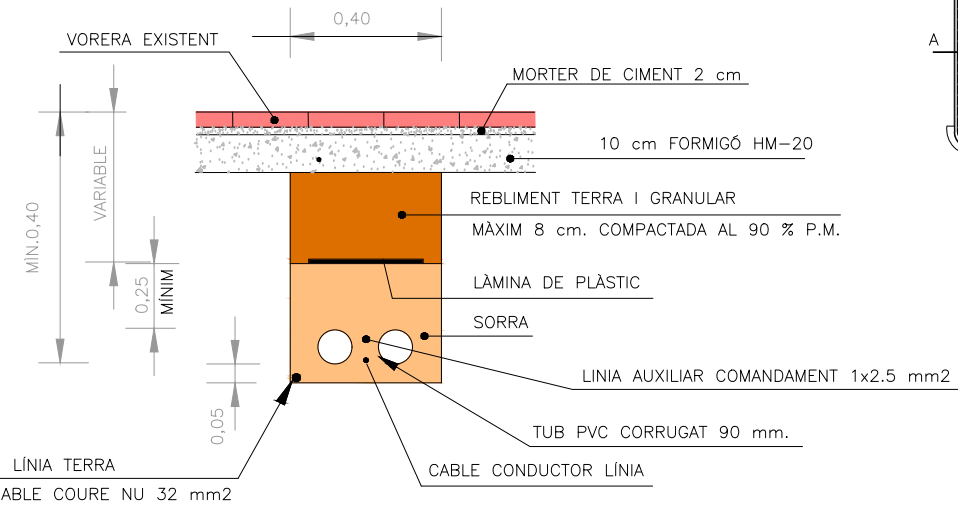 0,40
VORERA EXISTENT
A
MORTER DE CIMENT 2 cm
10 cm FORMIGÓ HM-20
VARIABLE
REBLIMENT TERRA I GRANULAR
MÀXIM 8 cm. COMPACTADA AL 90 % P.M.
MÍN.0,40
LÀMINA DE PLÀSTIC
0,25
MÍNIM
SORRA
LINIA AUXILIAR COMANDAMENT 1x2.5 mm2
0,05
TUB PVC CORRUGAT 90 mm.
LÍNIA TERRA
CABLE CONDUCTOR LÍNIA
ABLE COURE NU 32 mm2